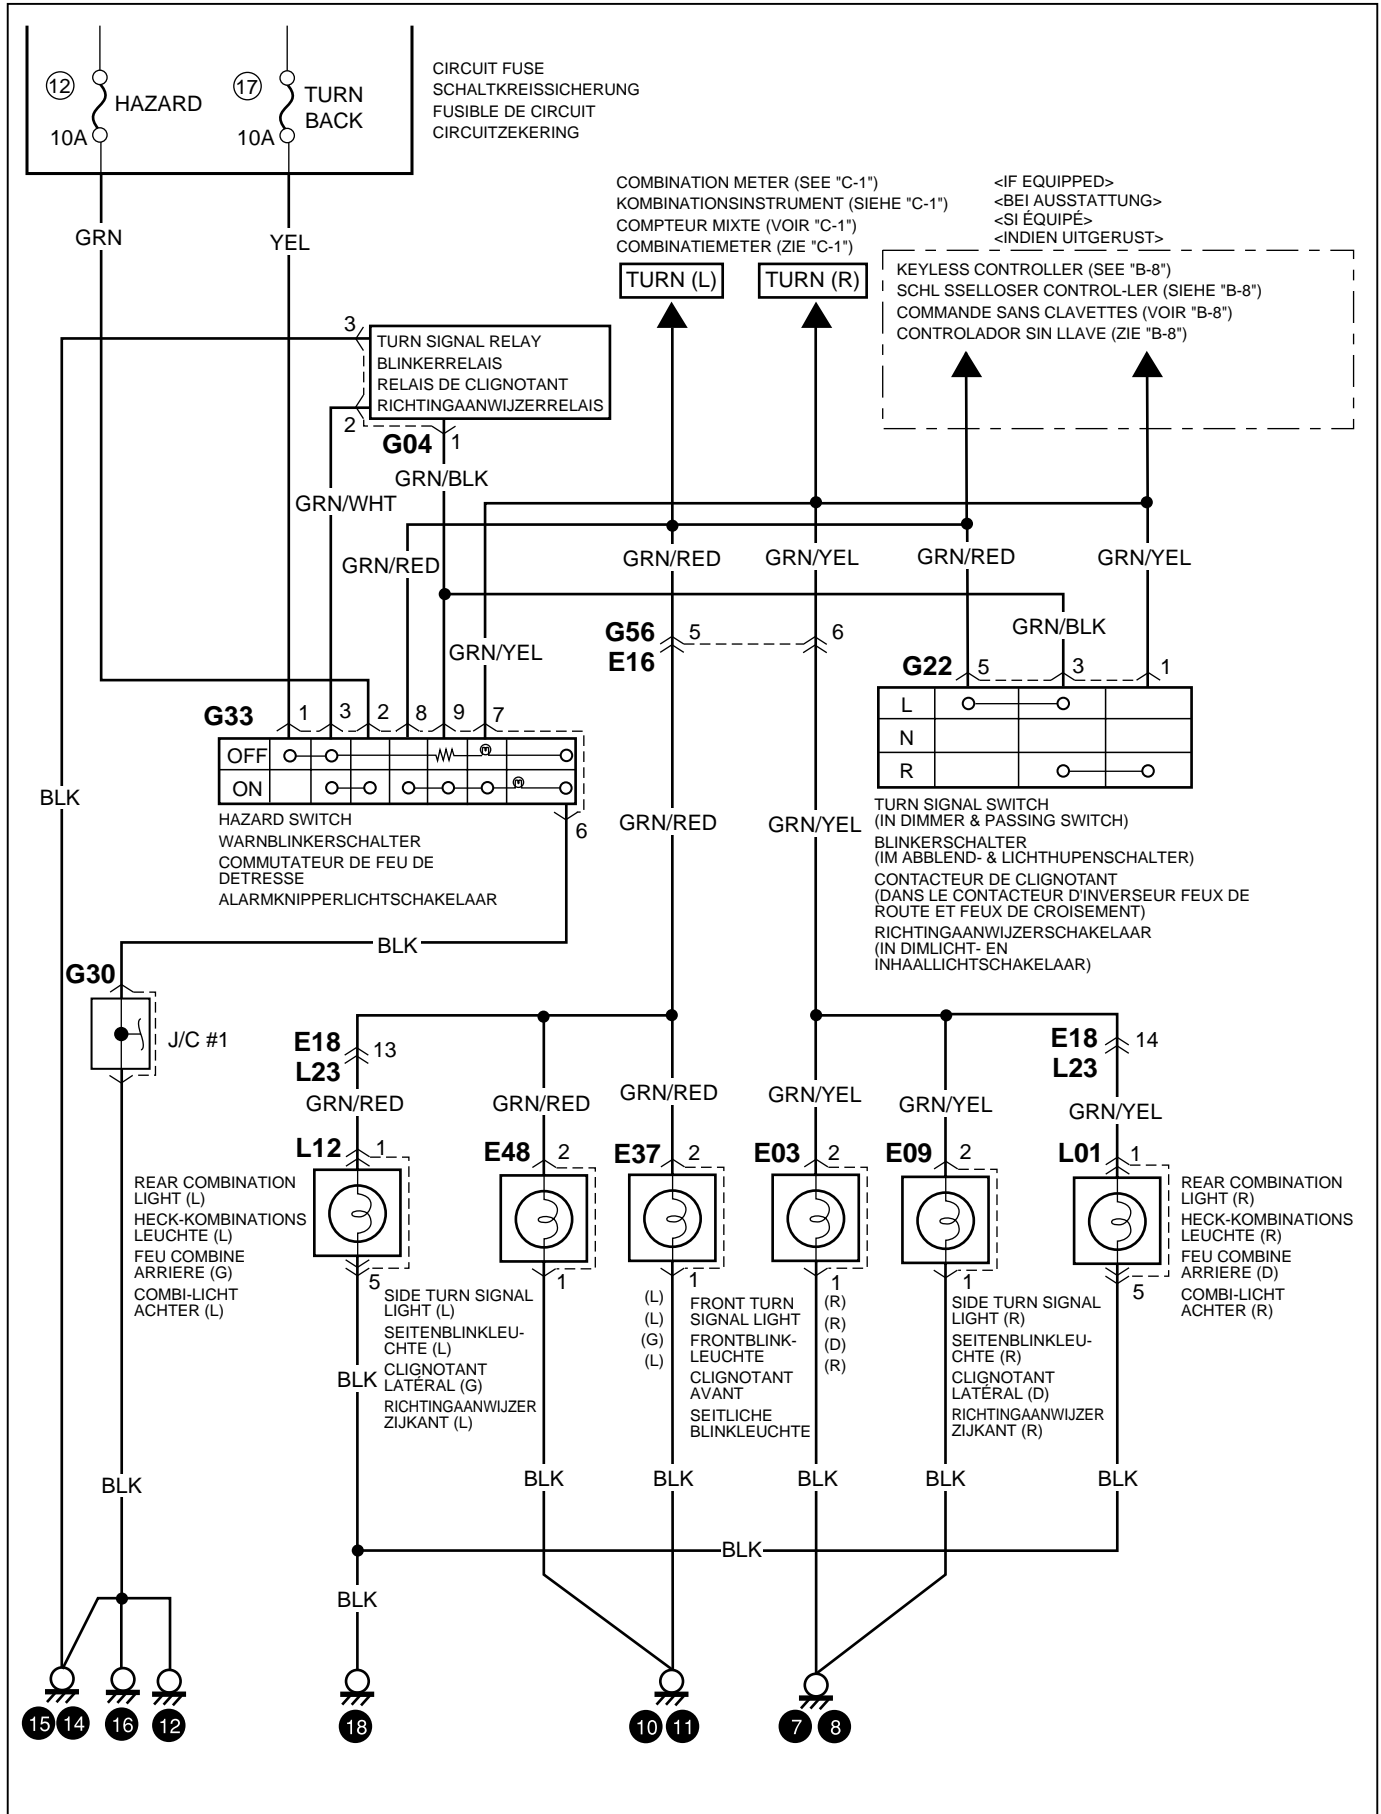 12
HAZARD
10A
17
TURN
BACK
10A
CIRCUIT FUSE
SCHALTKREISSICHERUNG
FUSIBLE DE CIRCUIT
CIRCUITZEKERING
GRN
YEL
COMBINATION METER (SEE "C-1")
KOMBINATIONSINSTRUMENT (SIEHE "C-1")
COMPTEUR MIXTE (VOIR "C-1")
COMBINATIEMETER (ZIE "C-1")
TURN (L)
TURN (R)
<IF EQUIPPED>
<BEI AUSSTATTUNG>
<SI ÉQUIPÉ>
<INDIEN UITGERUST>
KEYLESS CONTROLLER (SEE "B-8")
SCHL SSELLOSER CONTROL-LER (SIEHE "B-8")
COMMANDE SANS CLAVETTES (VOIR "B-8")
CONTROLADOR SIN LLAVE (ZIE "B-8")
3
TURN SIGNAL RELAY
BLINKERRELAIS
RELAIS DE CLIGNOTANT
RICHTINGAANWIJZERRELAIS
2
G04
1
GRN/BLK
GRN/WHT
GRN/RED
GRN/RED
GRN/YEL
GRN/RED
GRN/YEL
G56
E16
5
6
GRN/BLK
GRN/YEL
G22
5
3
1
L
N
R
G33
1
3
2
8
9
7
OFF
ON
6
BLK
HAZARD SWITCH
WARNBLINKERSCHALTER
COMMUTATEUR DE FEU DE
DETRESSE
ALARMKNIPPERLICHTSCHAKELAAR
GRN/RED
GRN/YEL
TURN SIGNAL SWITCH
(IN DIMMER & PASSING SWITCH)
BLINKERSCHALTER
(IM ABBLEND- & LICHTHUPENSCHALTER)
CONTACTEUR DE CLIGNOTANT
(DANS LE CONTACTEUR D'INVERSEUR FEUX DE
ROUTE ET FEUX DE CROISEMENT)
RICHTINGAANWIJZERSCHAKELAAR
(IN DIMLICHT- EN
INHAALLICHTSCHAKELAAR)
BLK
G30
J/C #1
E18
L23
13
E18
L23
14
GRN/RED
GRN/RED
GRN/RED
GRN/YEL
GRN/YEL
GRN/YEL
L12
1
E48
2
E37
2
E03
2
E09
2
L01
1
REAR COMBINATION
LIGHT (L)
HECK-KOMBINATIONS
LEUCHTE (L)
FEU COMBINE
ARRIERE (G)
COMBI-LICHT
ACHTER (L)
REAR COMBINATION
LIGHT (R)
HECK-KOMBINATIONS
LEUCHTE (R)
FEU COMBINE
ARRIERE (D)
COMBI-LICHT
ACHTER (R)
5
1
1
1
1
5
SIDE TURN SIGNAL
LIGHT (L)
SEITENBLINKLEU-
CHTE (L)
CLIGNOTANT
LATÉRAL (G)
RICHTINGAANWIJZER
ZIJKANT (L)
(L)
(L)
(G)
(L)
FRONT TURN
SIGNAL LIGHT
FRONTBLINK-
LEUCHTE
CLIGNOTANT
AVANT
SEITLICHE
BLINKLEUCHTE
(R)
(R)
(D)
(R)
SIDE TURN SIGNAL
LIGHT (R)
SEITENBLINKLEU-
CHTE (R)
CLIGNOTANT
LATÉRAL (D)
RICHTINGAANWIJZER
ZIJKANT (R)
BLK
BLK
BLK
BLK
BLK
BLK
BLK
BLK
BLK
15
14
16
12
18
10
11
7
8